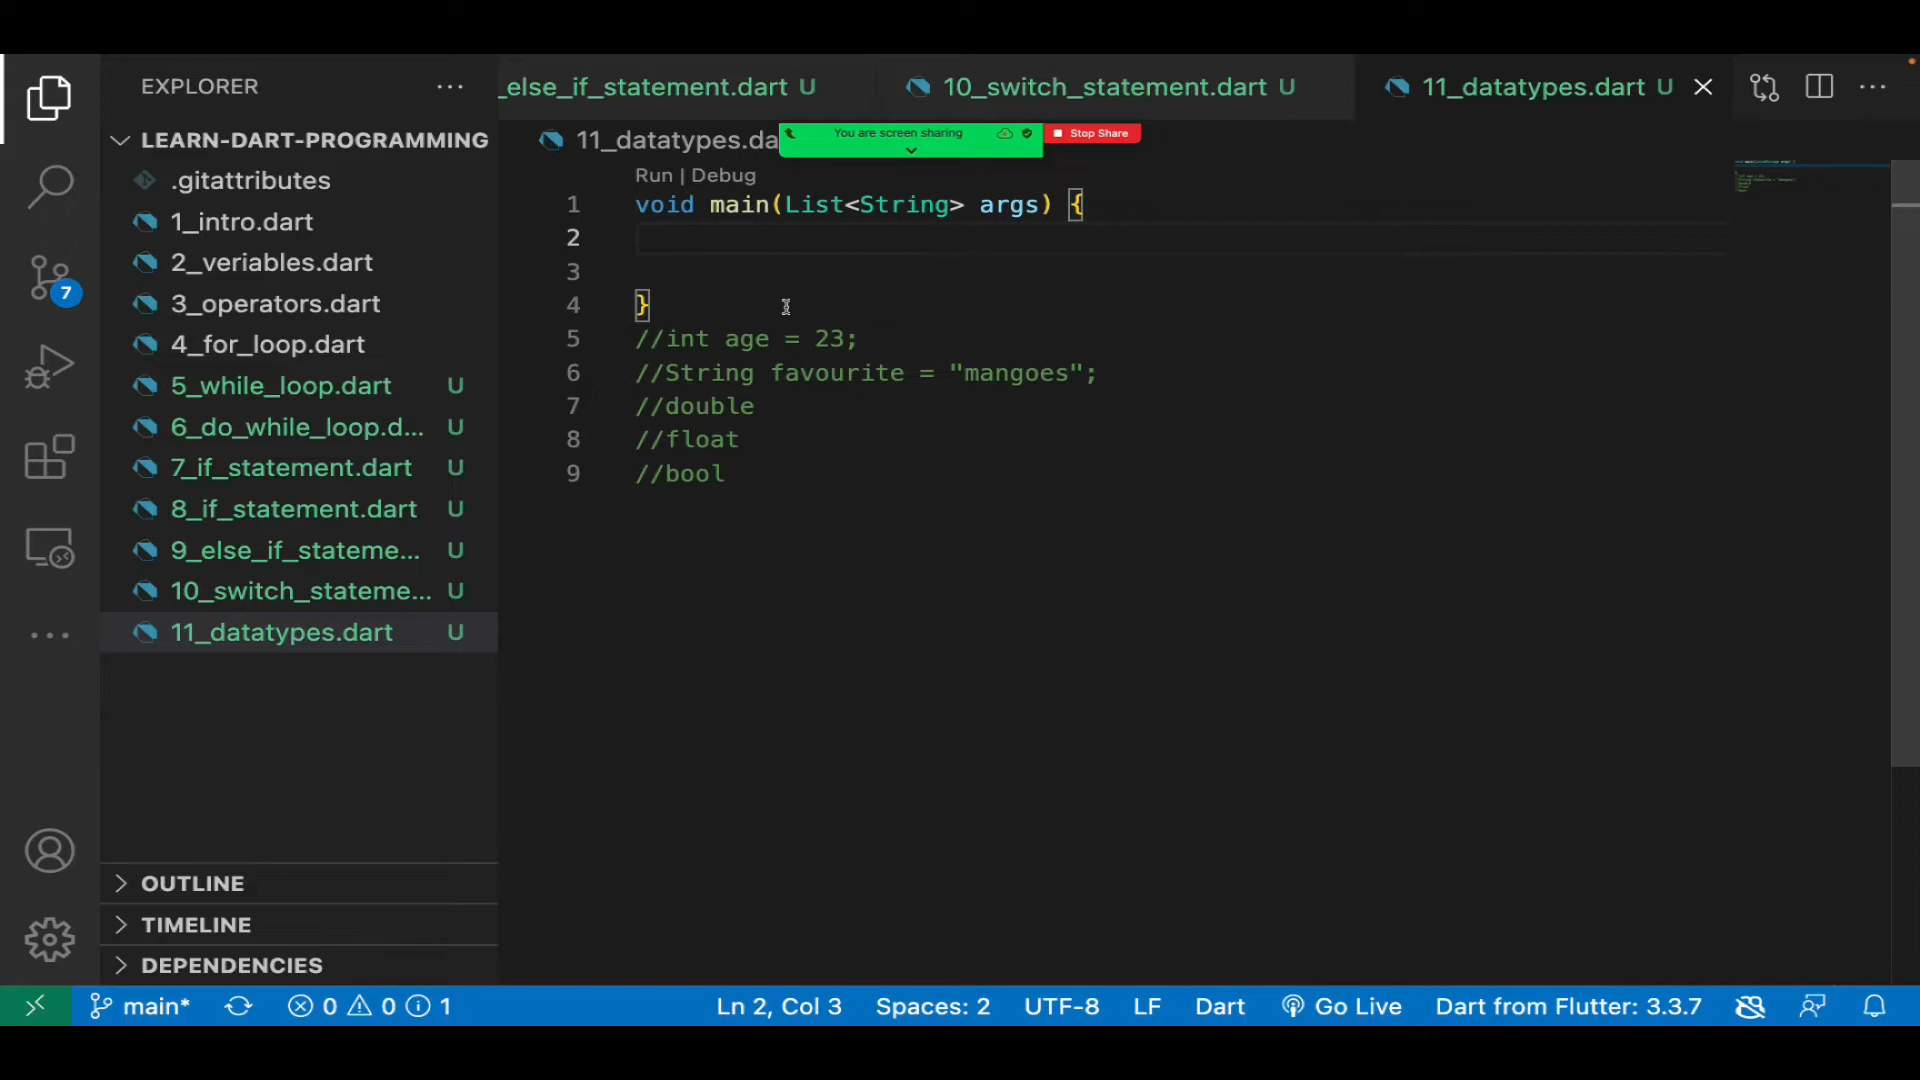 EXPLORER
_else_if_statement.dart U
10_switch_statement.dart U
11_datatypes.dart U
LEARN-DART-PROGRAMMING
.gitattributes
1_intro.dart
2_veriables.dart
3_operators.dart
4_for_loop.dart
5_while_loop.dart U
6_do_while_loop.d... U
7_if_statement.dart U
8_if_statement.dart U
9_else_if_stateme... U
10_switch_stateme... U
11_datatypes.dart U
OUTLINE
TIMELINE
DEPENDENCIES
7
11_datatypes.da
You are screen sharing
Stop Share
Run | Debug
1 void main(List<String> args) {
2
3
4 }
5 //int age = 23;
6 //String favourite = "mangoes";
7 //double
8 //float
9 //bool
main* 0 0 1 Ln 2, Col 3 Spaces: 2 UTF-8 LF Dart Go Live Dart from Flutter: 3.3.7